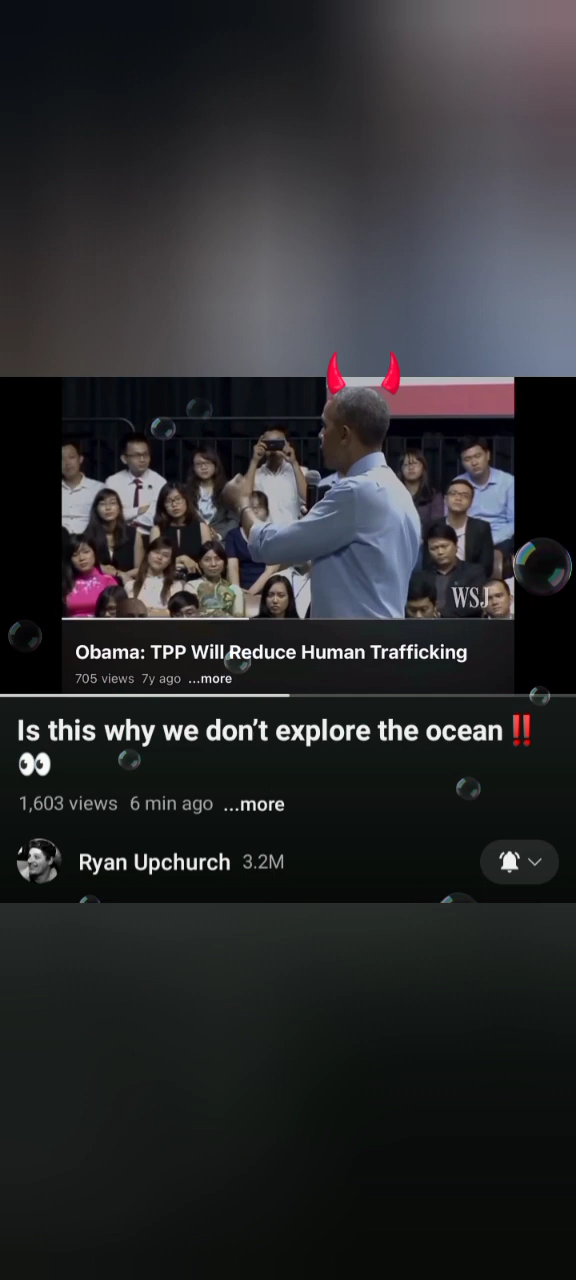 WSJ
Obama: TPP Will Reduce Human Trafficking
705 views 7y ago ...more
Is this why we don’t explore the ocean ‼️
👀
1,603 views 6 min ago ...more
Ryan Upchurch 3.2M